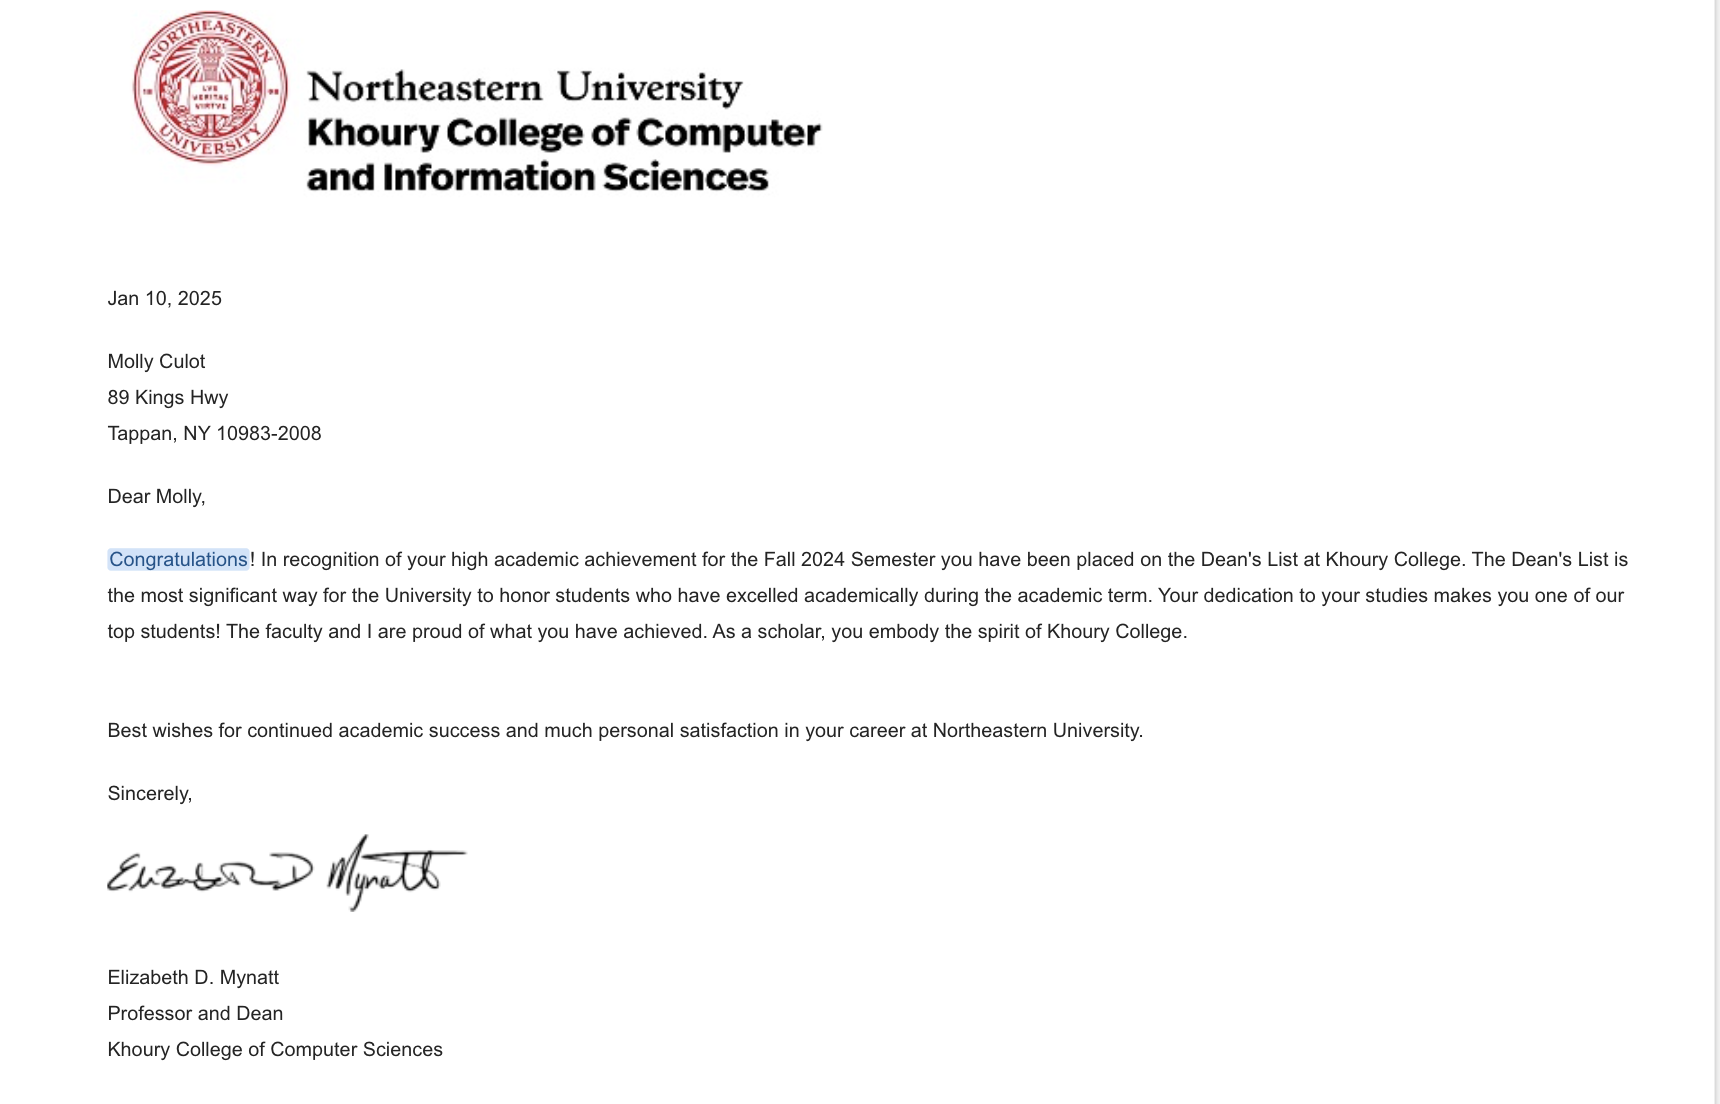 NORTHEASTERN
UNIVERSITY
18 98
LVX
VERITAS
VIRTVS
Northeastern University
Khoury College of Computer
and Information Sciences
Jan 10, 2025
Molly Culot
89 Kings Hwy
Tappan, NY 10983-2008
Dear Molly,
Congratulations! In recognition of your high academic achievement for the Fall 2024 Semester you have been placed on the Dean's List at Khoury College. The Dean's List is
the most significant way for the University to honor students who have excelled academically during the academic term. Your dedication to your studies makes you one of our
top students! The faculty and I are proud of what you have achieved. As a scholar, you embody the spirit of Khoury College.
Best wishes for continued academic success and much personal satisfaction in your career at Northeastern University.
Sincerely,
Elizabeth D Mynatt
Elizabeth D. Mynatt
Professor and Dean
Khoury College of Computer Sciences